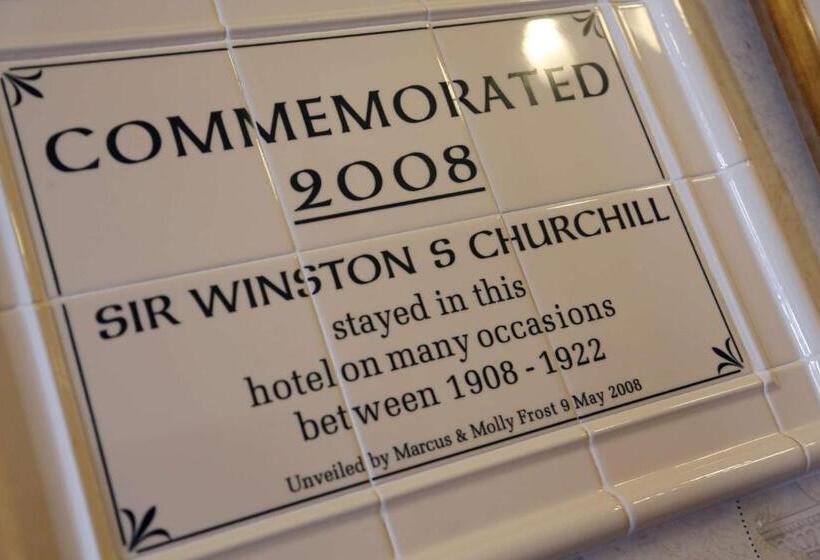 COMMEMORATED
2008
SIR WINSTON S CHURCHILL
stayed in this
hotel on many occasions
between 1908 - 1922
Unveiled by Marcus & Molly Frost 9 May 2008